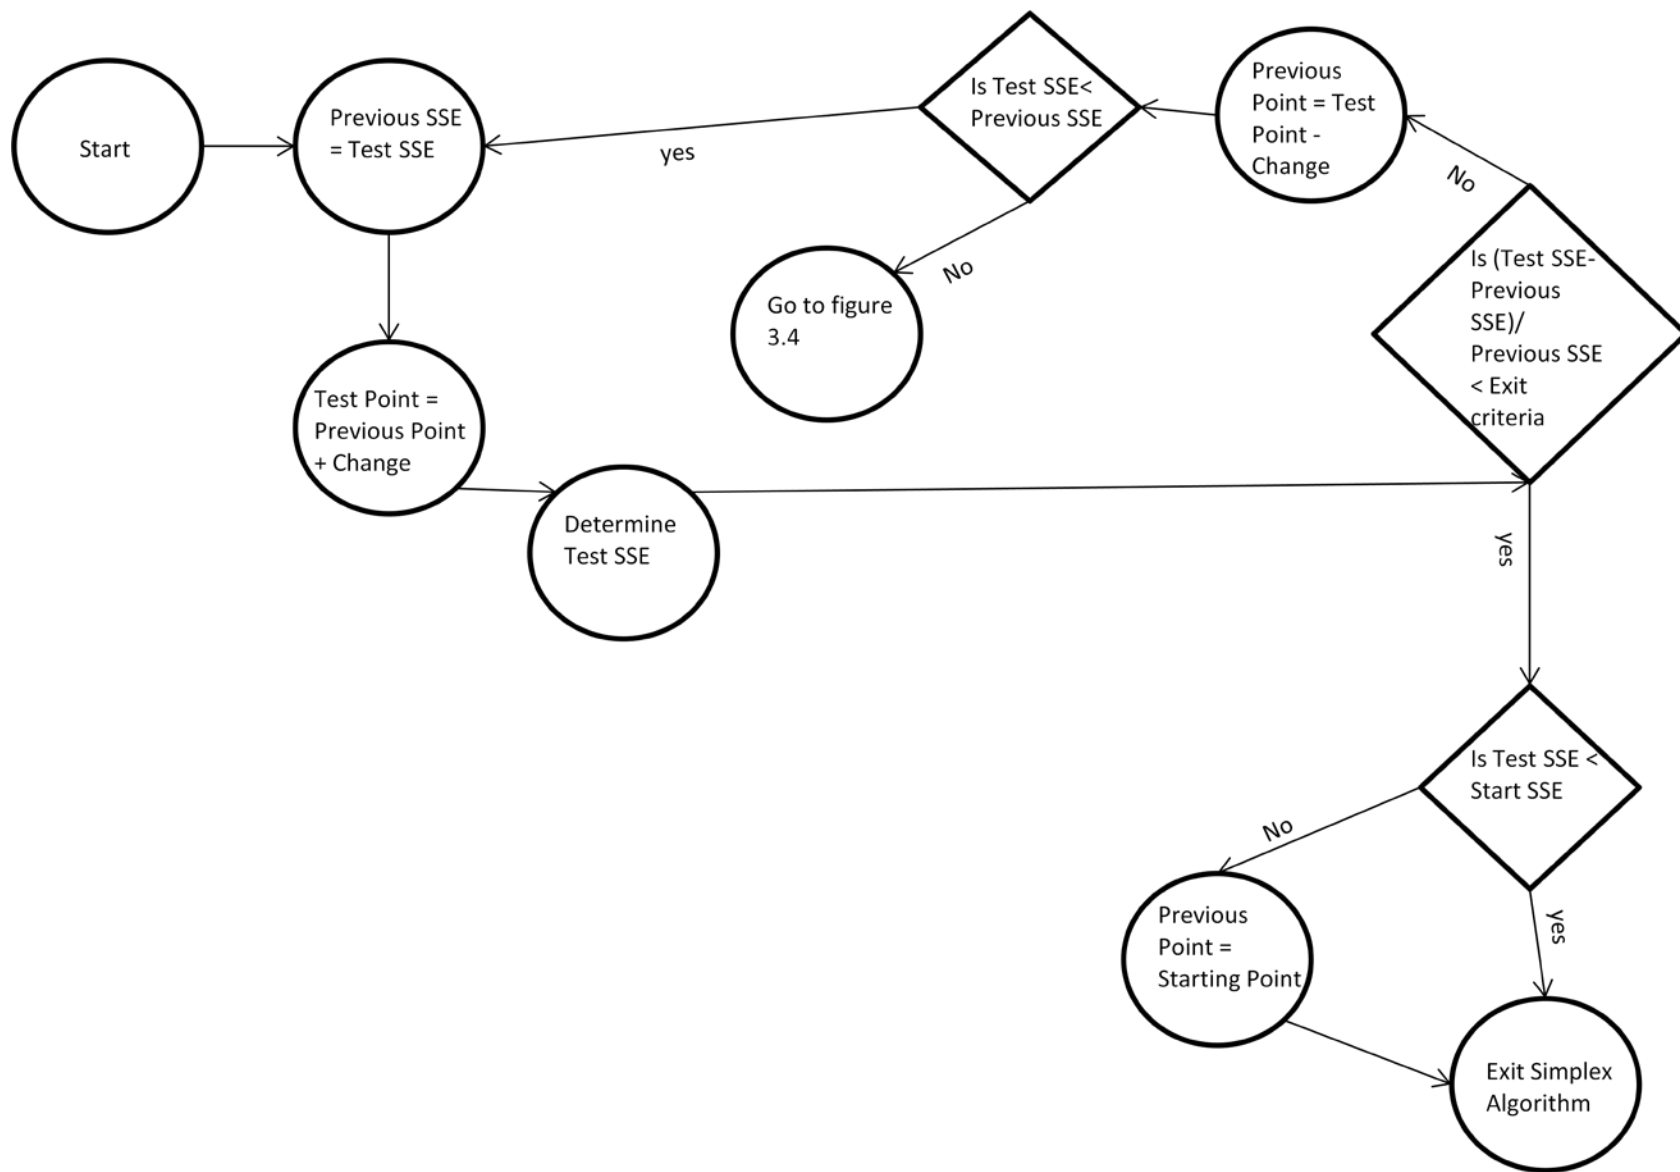 Start
Previous SSE
= Test SSE
yes
Is Test SSE<
Previous SSE
Previous
Point = Test
Point -
Change
No
No
Go to figure
3.4
Is (Test SSE-
Previous
SSE)/
Previous SSE
< Exit
criteria
Test Point =
Previous Point
+ Change
Determine
Test SSE
yes
Is Test SSE <
Start SSE
No
yes
Previous
Point =
Starting Point
Exit Simplex
Algorithm